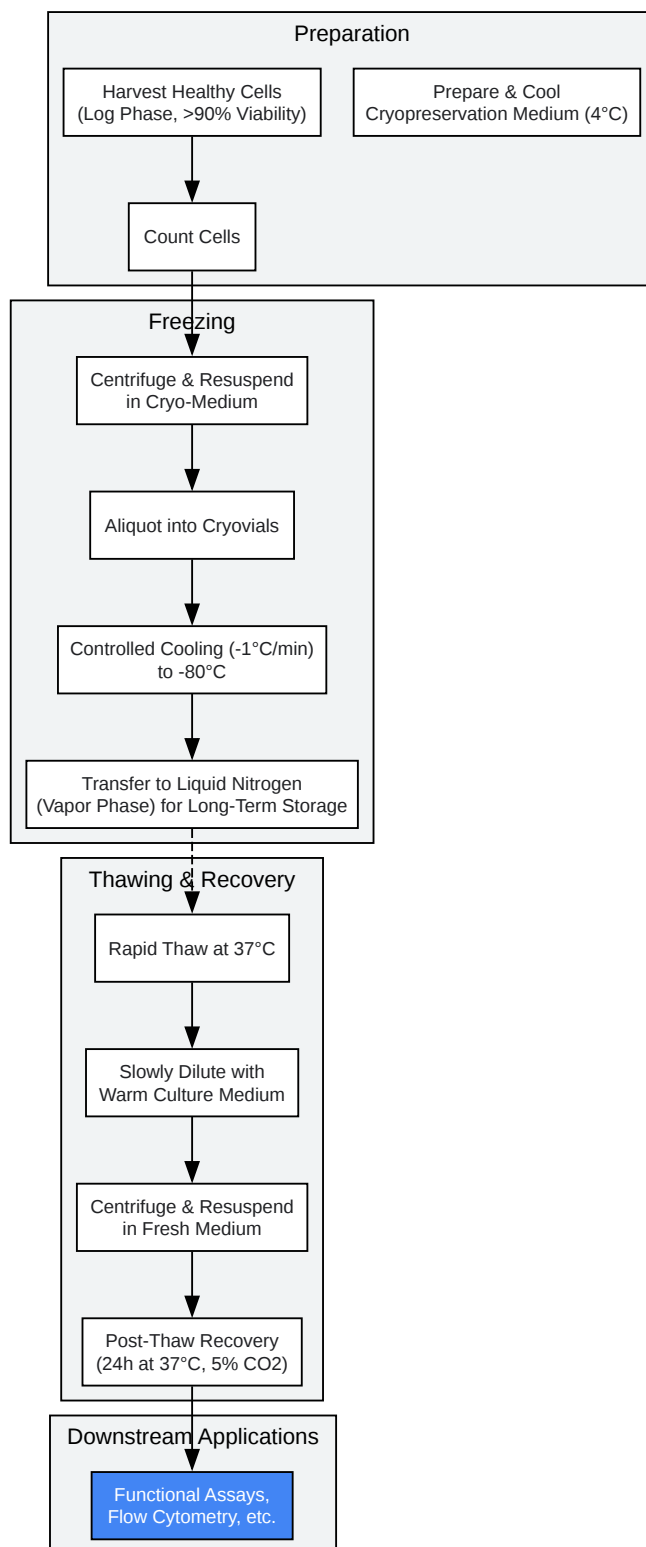 Preparation
Harvest Healthy Cells
(Log Phase, >90% Viability)
Prepare & Cool
Cryopreservation Medium (4°C)
Count Cells
Freezing
Centrifuge & Resuspend
in Cryo-Medium
Aliquot into Cryovials
Controlled Cooling (-1°C/min)
to -80°C
Transfer to Liquid Nitrogen
(Vapor Phase) for Long-Term Storage
Thawing & Recovery
Rapid Thaw at 37°C
Slowly Dilute with
Warm Culture Medium
Centrifuge & Resuspend
in Fresh Medium
Post-Thaw Recovery
(24h at 37°C, 5% CO2)
Downstream Applications
Functional Assays,
Flow Cytometry, etc.